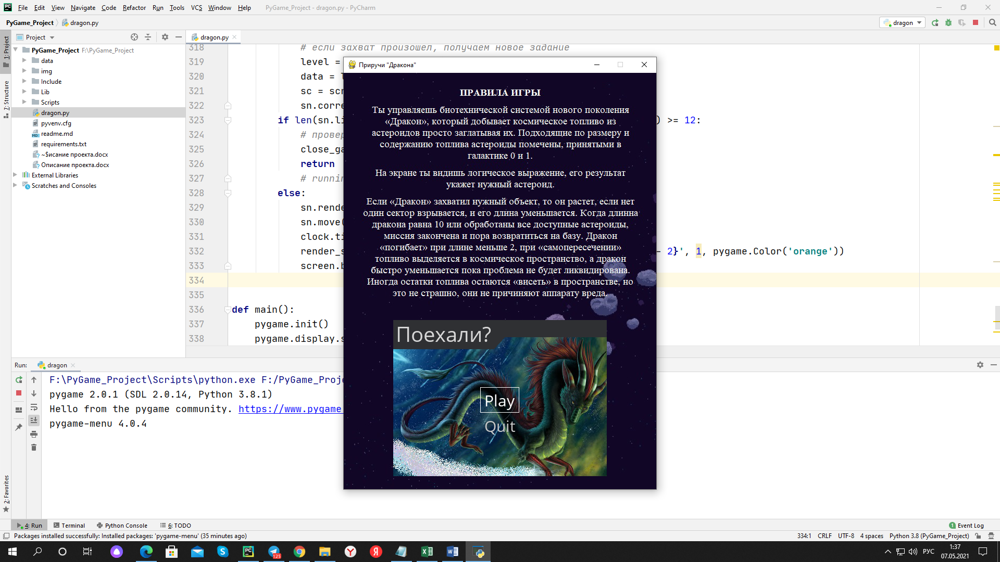 File Edit View Navigate Code Refactor Run Tools VCS Window Help PyGame_Project - dragon.py - PyCharm
PyGame_Project dragon.py
dragon
1: Project
7: Structure
2: Favorites
Project
PyGame_Project F:\PyGame_Project
data
img
Include
Lib
Scripts
dragon.py
pyvenv.cfg
readme.md
requirements.txt
~$исание проекта.docx
Описание проекта.docx
External Libraries
Scratches and Consoles
dragon.py
318 # если захват произошел, получаем новое задание
319 level =
320 data =
321 sc = scr
322 sn.corre
323 if len(sn.li ) >= 12:
324 # провер
325 close_ga
326 return
327 # runnin
328 else:
329 sn.rende
330 sn.move(
331 clock.ti
332 render_s - 2}', 1, pygame.Color('orange'))
333 screen.b
334
335
336 def main():
337 pygame.init()
338 pygame.display.s
Приручи "Дракона"
ПРАВИЛА ИГРЫ
Ты управляешь биотехнической системой нового поколения
«Дракон», который добывает космическое топливо из
астероидов просто заглатывая их. Подходящие по размеру и
содержанию топлива астероиды помечены, принятыми в
галактике 0 и 1.
На экране ты видишь логическое выражение, его результат
укажет нужный астероид.
Если «Дракон» захватил нужный объект, то он растет, если нет
один сектор взрывается, и его длина уменьшается. Когда длинна
дракона равна 10 или обработаны все доступные астероиды,
миссия закончена и пора возвратиться на базу. Дракон
«погибает» при длине меньше 2, при «самопересечении»
топливо выделяется в космическое пространство, а дракон
быстро уменьшается пока проблема не будет ликвидирована.
Иногда остатки топлива остаются «висеть» в пространстве, но
это не страшно, они не причиняют аппарату вреда.
Поехали?
Play
Quit
Run: dragon
F:\PyGame_Project\Scripts\python.exe F:/PyGame_Proje
pygame 2.0.1 (SDL 2.0.14, Python 3.8.1)
Hello from the pygame community. https://www.pygame.
pygame-menu 4.0.4
4: Run Terminal Python Console 6: TODO 1 Event Log
Packages installed successfully: Installed packages: 'pygame-menu' (35 minutes ago) 334:1 CRLF UTF-8 4 spaces Python 3.8 (PyGame_Project)
125
РУС
1:37
07.05.2021